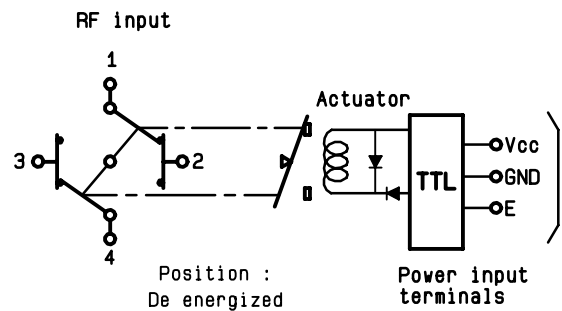 RF input
1
Actuator
3
2
TTL
Vcc
GND
E
4
Position :
De energized
Power input
terminals